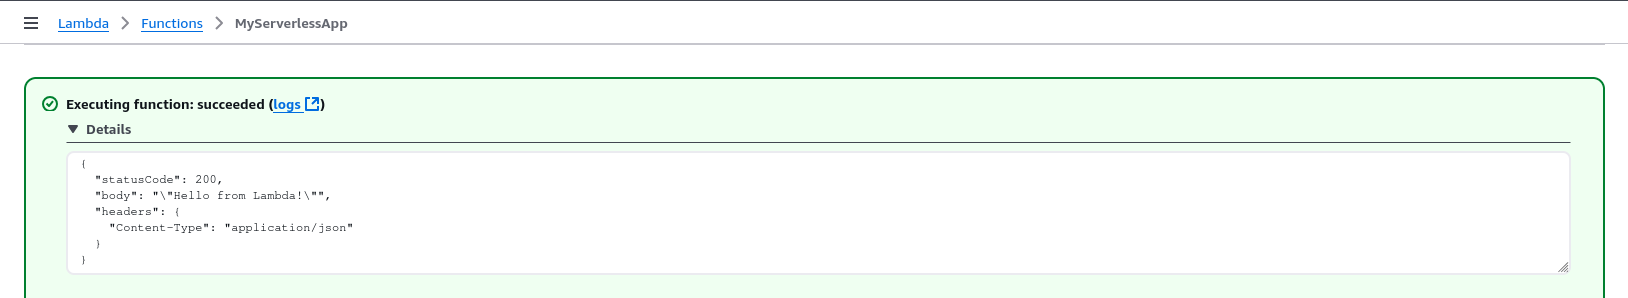 Lambda > Functions > MyServerlessApp
Executing function: succeeded (logs)
▼ Details
{
  "statusCode": 200,
  "body": "\"Hello from Lambda!\"",
  "headers": {
    "Content-Type": "application/json"
  }
}